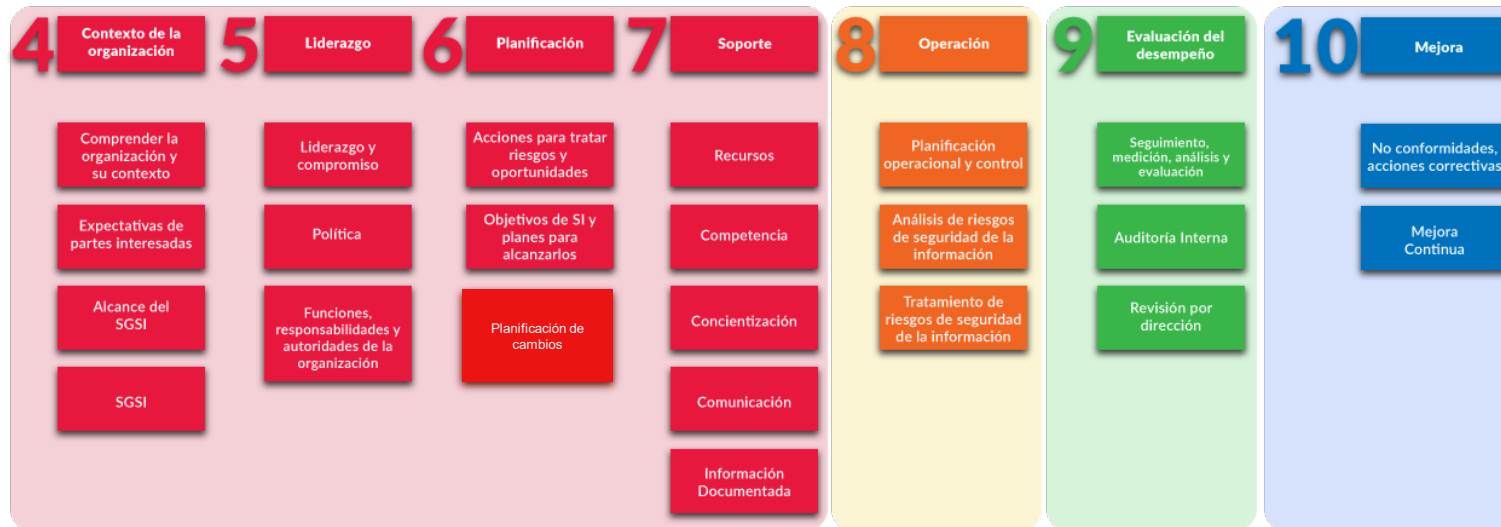 4
Contexto de la
organización
5
Liderazgo
6
Planificación
7
Soporte
8
Operación
9
Evaluación del
desempeño
10
Mejora
Comprender la
organización y
su contexto
Expectativas de
partes interesadas
Alcance del
SGSI
SGSI
Liderazgo y
compromiso
Política
Funciones,
responsabilidades y
autoridades de la
organización
Acciones para tratar
riesgos y
oportunidades
Objetivos de SI y
planes para
alcanzarlos
Planificación de
cambios
Recursos
Competencia
Concientización
Comunicación
Información
Documentada
Planificación
operacional y control
Análisis de riesgos
de seguridad de la
información
Tratamiento de
riesgos de seguridad
de la información
Seguimiento,
medición, análisis y
evaluación
Auditoría Interna
Revisión por
dirección
No conformidades,
acciones correctivas
Mejora
Continua